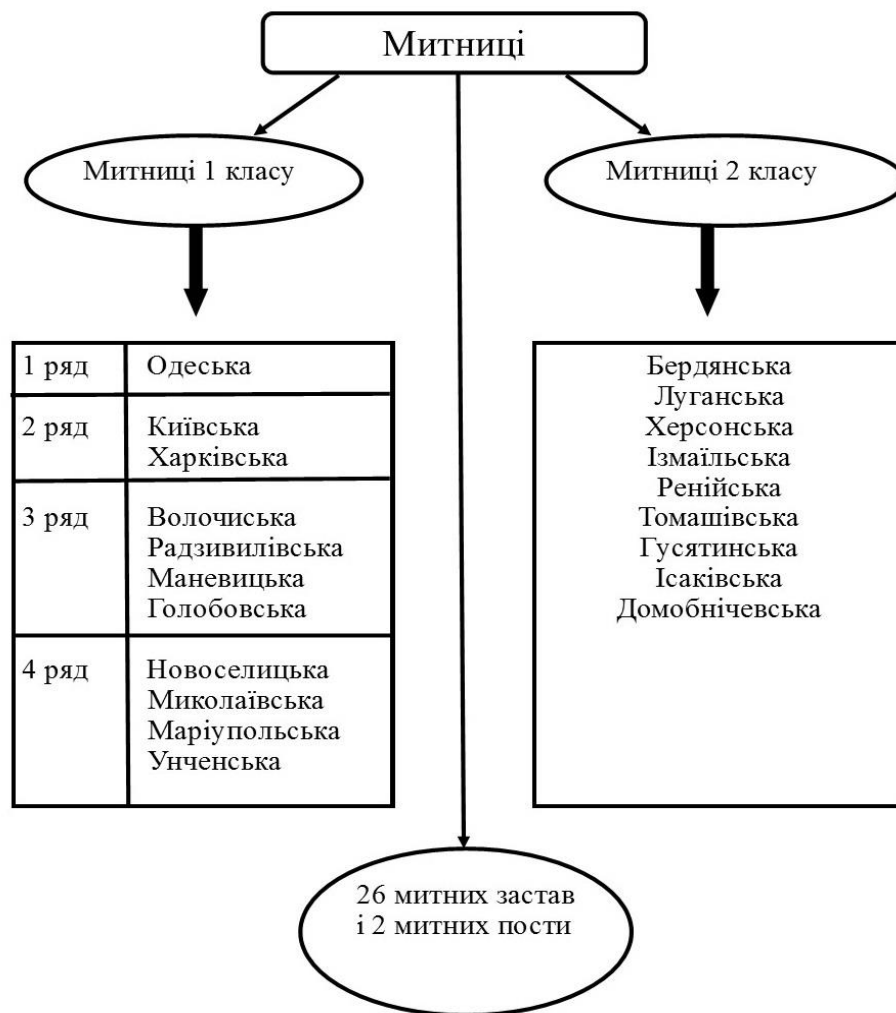 Митниці
Митниці 1 класу
Митниці 2 класу
1 ряд Одеська
2 ряд Київська
Харківська
3 ряд Волочиська
Радзивилівська
Маневицька
Голобовська
4 ряд Новоселицька
Миколаївська
Маріупольська
Унченська
Бердянська
Луганська
Херсонська
Ізмаїльська
Ренійська
Томашівська
Гусятинська
Ісаківська
Домобнічевська
26 митних застав
і 2 митних пости